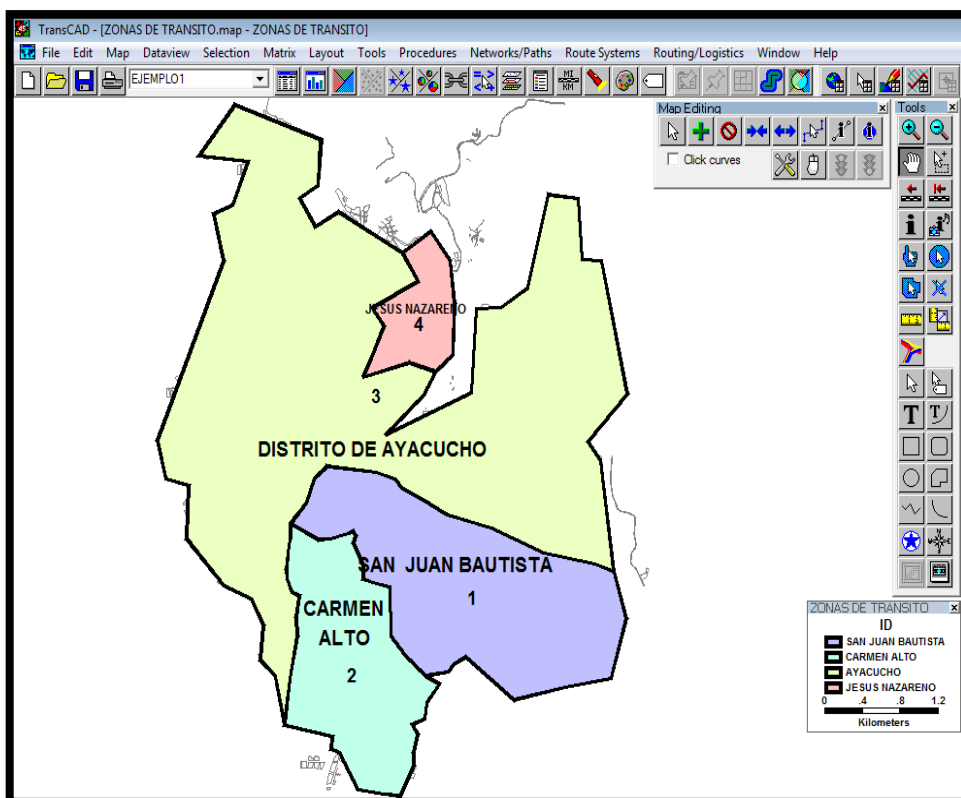 TransCAD - [ZONAS DE TRANSITO.map - ZONAS DE TRANSITO]
File Edit Map Dataview Selection Matrix Layout Tools Procedures Networks/Paths Route Systems Routing/Logistics Window Help
EJEMPLO1
MI
KM
Map Editing
Click curves
Tools
JESUS NAZARENO
4
3
DISTRITO DE AYACUCHO
SAN JUAN BAUTISTA
1
CARMEN
ALTO
2
ZONAS DE TRANSITO
ID
SAN JUAN BAUTISTA
CARMEN ALTO
AYACUCHO
JESUS NAZARENO
0 .4 .8 1.2
Kilometers